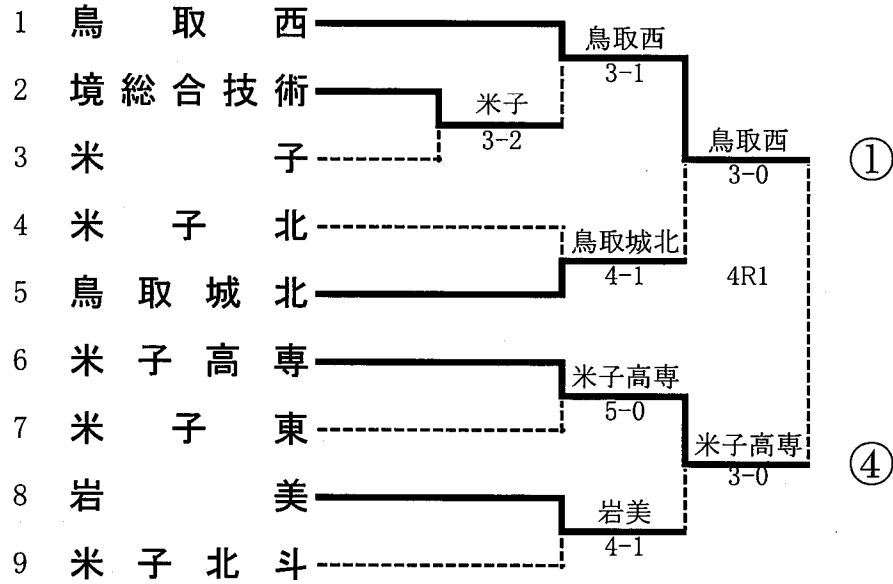 1 鳥取西
鳥取西
3-1
2 境総合技術
米子
3-2
3 米子
鳥取西
3-0
①
4 米子北
鳥取城北
4-1
5 鳥取城北
4R1
6 米子高専
米子高専
5-0
7 米子東
米子高専
3-0
④
8 岩美
岩美
4-1
9 米子北斗